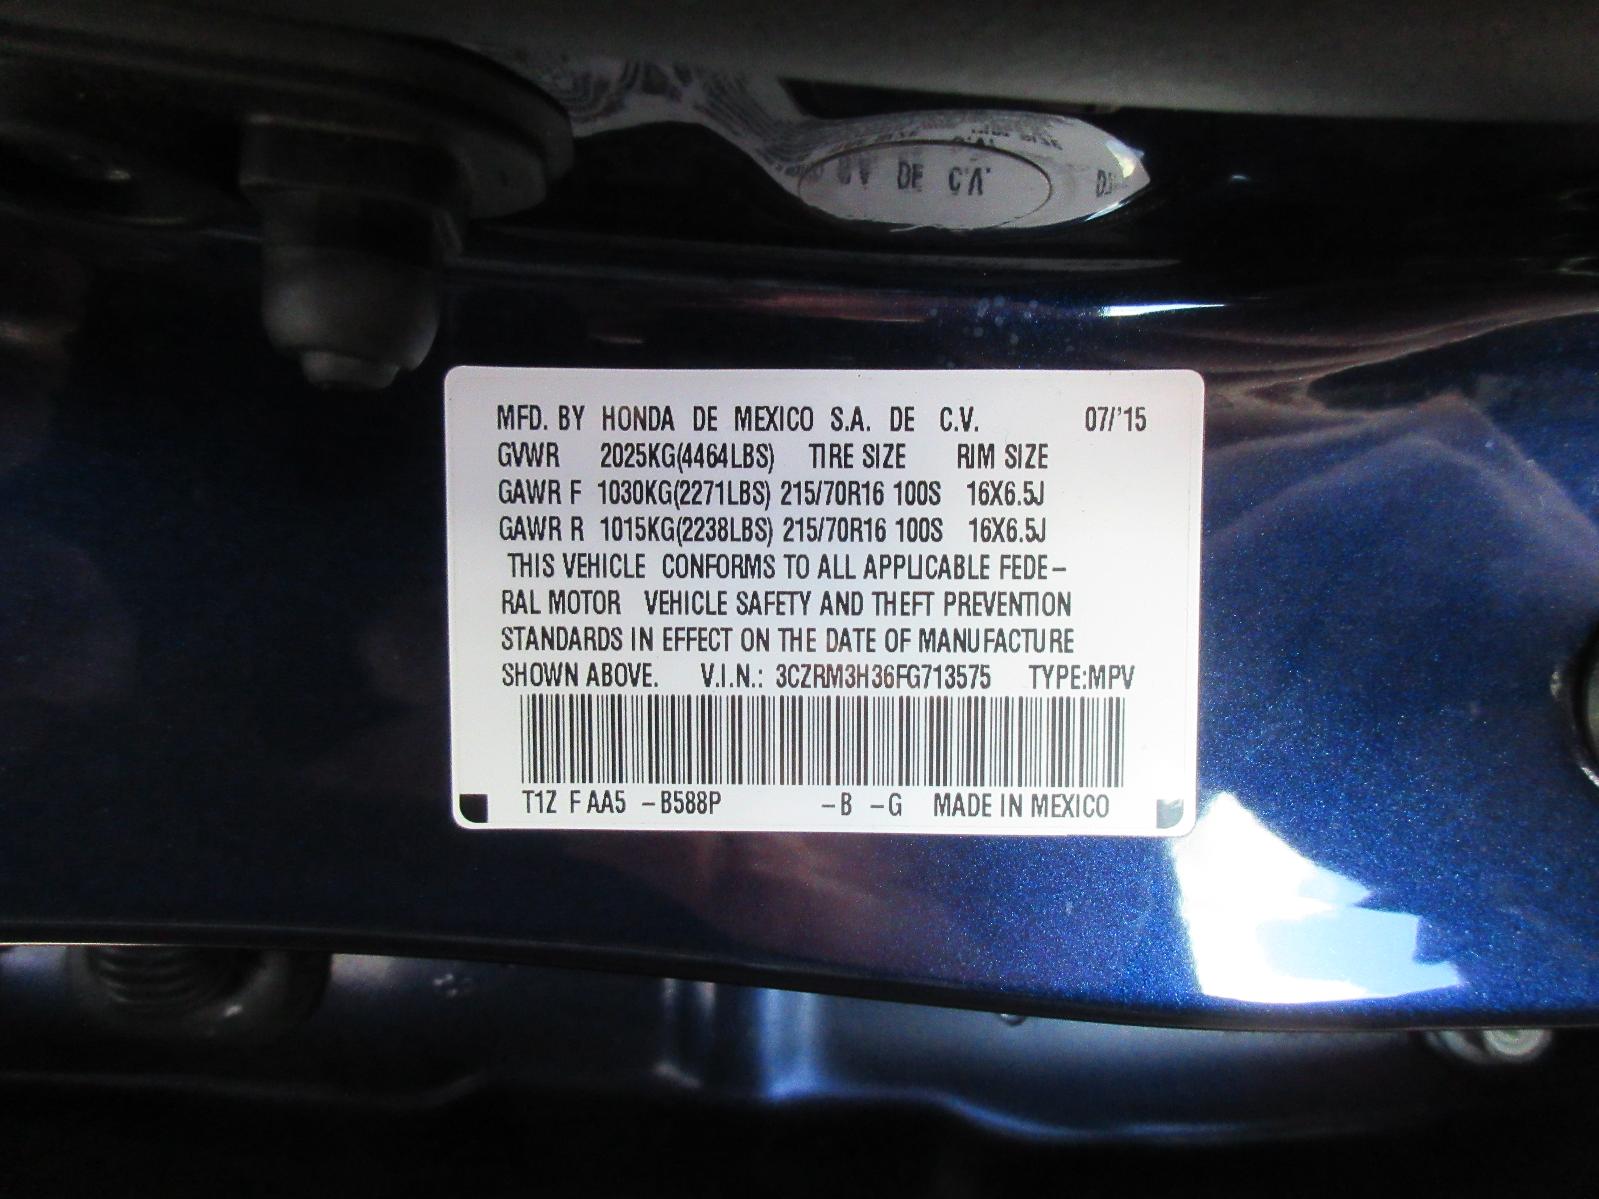 MFD. BY HONDA DE MEXICO S.A. DE C.V. 07/'15
GVWR 2025KG(4464LBS) TIRE SIZE RIM SIZE
GAWR F 1030KG(2271LBS) 215/70R16 100S 16X6.5J
GAWR R 1015KG(2238LBS) 215/70R16 100S 16X6.5J
THIS VEHICLE CONFORMS TO ALL APPLICABLE FEDE-
RAL MOTOR VEHICLE SAFETY AND THEFT PREVENTION
STANDARDS IN EFFECT ON THE DATE OF MANUFACTURE
SHOWN ABOVE. V.I.N.: 3CZRM3H36FG713575 TYPE:MPV
T1Z F AA5 -B588P -B -G MADE IN MEXICO